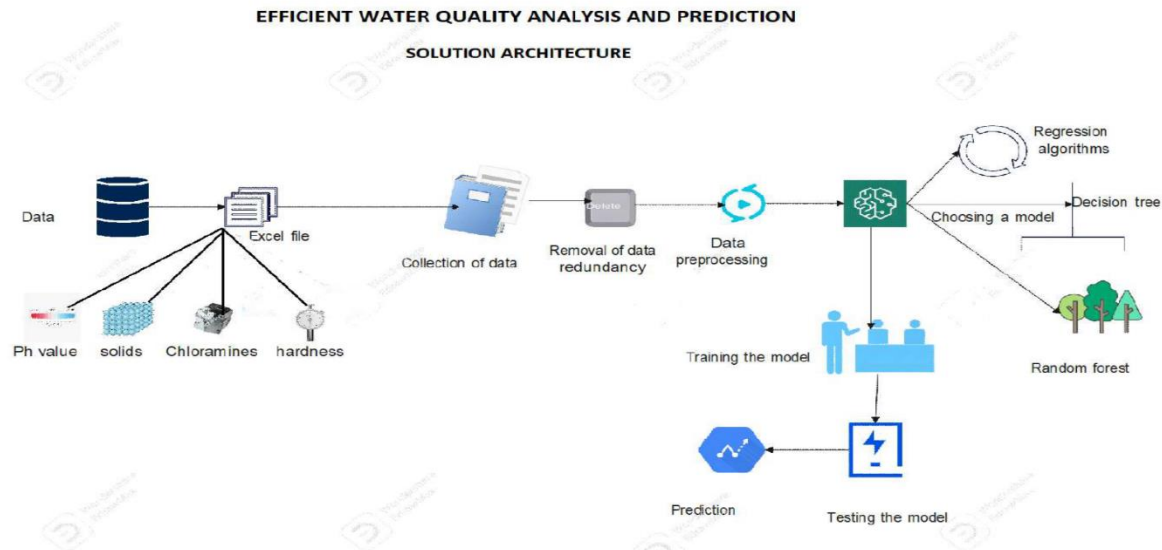 EFFICIENT WATER QUALITY ANALYSIS AND PREDICTION
SOLUTION ARCHITECTURE
Regression
algorithms
Data
Excel file
Delete
Choosing a model
Decision tree
Collection of data
Removal of data
redundancy
Data
preprocessing
Ph value
solids
Chloramines
hardness
Training the model
Random forest
Prediction
Testing the model